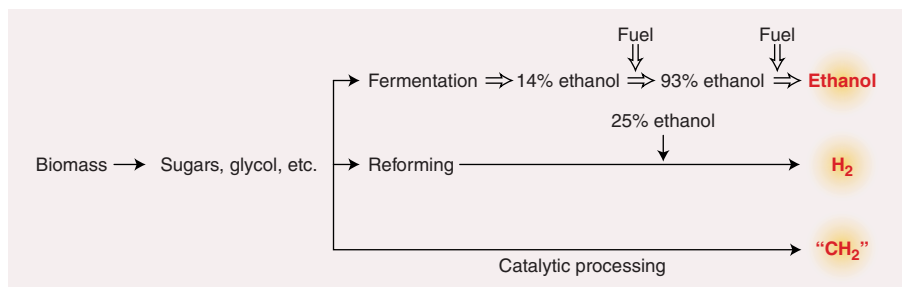 Fuel Fuel
Fermentation 14% ethanol 93% ethanol Ethanol
25% ethanol
Biomass Sugars, glycol, etc. Reforming H₂
“CH₂”
Catalytic processing